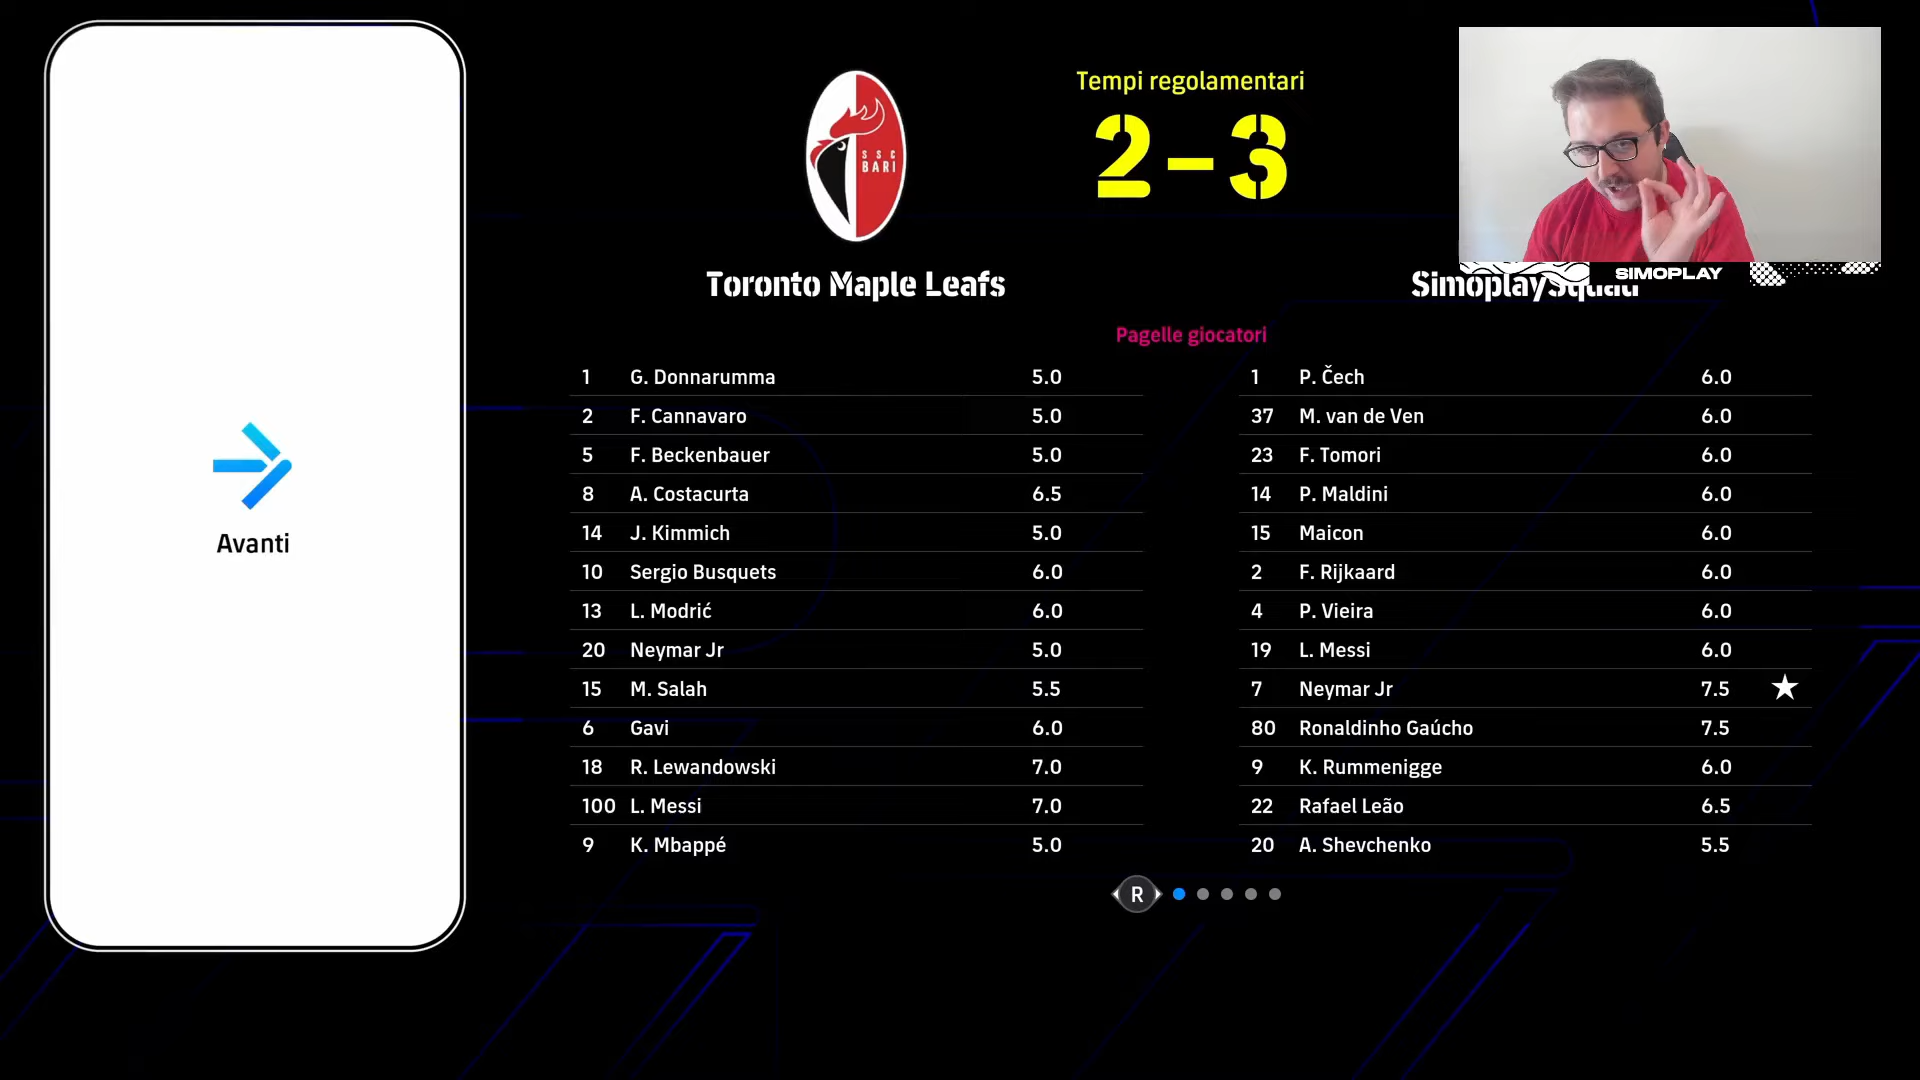 Avanti
SSC
BARI
Toronto Maple Leafs
Tempi regolamentari
2-3
SIMOPLAY
SimoplaySquad
Pagelle giocatori
1 G. Donnarumma 5.0
2 F. Cannavaro 5.0
5 F. Beckenbauer 5.0
8 A. Costacurta 6.5
14 J. Kimmich 5.0
10 Sergio Busquets 6.0
13 L. Modrić 6.0
20 Neymar Jr 5.0
15 M. Salah 5.5
6 Gavi 6.0
18 R. Lewandowski 7.0
100 L. Messi 7.0
9 K. Mbappé 5.0
1 P. Čech 6.0
37 M. van de Ven 6.0
23 F. Tomori 6.0
14 P. Maldini 6.0
15 Maicon 6.0
2 F. Rijkaard 6.0
4 P. Vieira 6.0
19 L. Messi 6.0
7 Neymar Jr 7.5
80 Ronaldinho Gaúcho 7.5
9 K. Rummenigge 6.0
22 Rafael Leão 6.5
20 A. Shevchenko 5.5
R